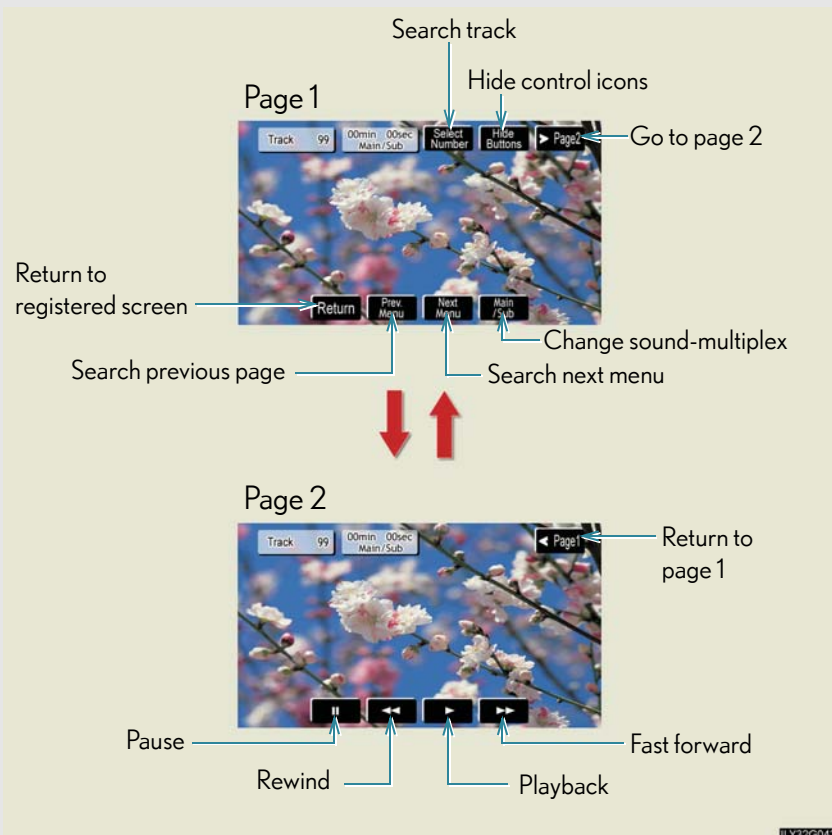 Search track
Hide control icons
Page 1
Track 99
00min 00sec
Main/Sub
Select
Number
Hide
Buttons
Page2
Go to page 2
Return to
registered screen
Return
Prev.
Menu
Next
Menu
Main
/Sub
Change sound-multiplex
Search previous page
Search next menu
Page 2
Track 99
00min 00sec
Main/Sub
Page1
Return to
page 1
Pause
Fast forward
Rewind
Playback